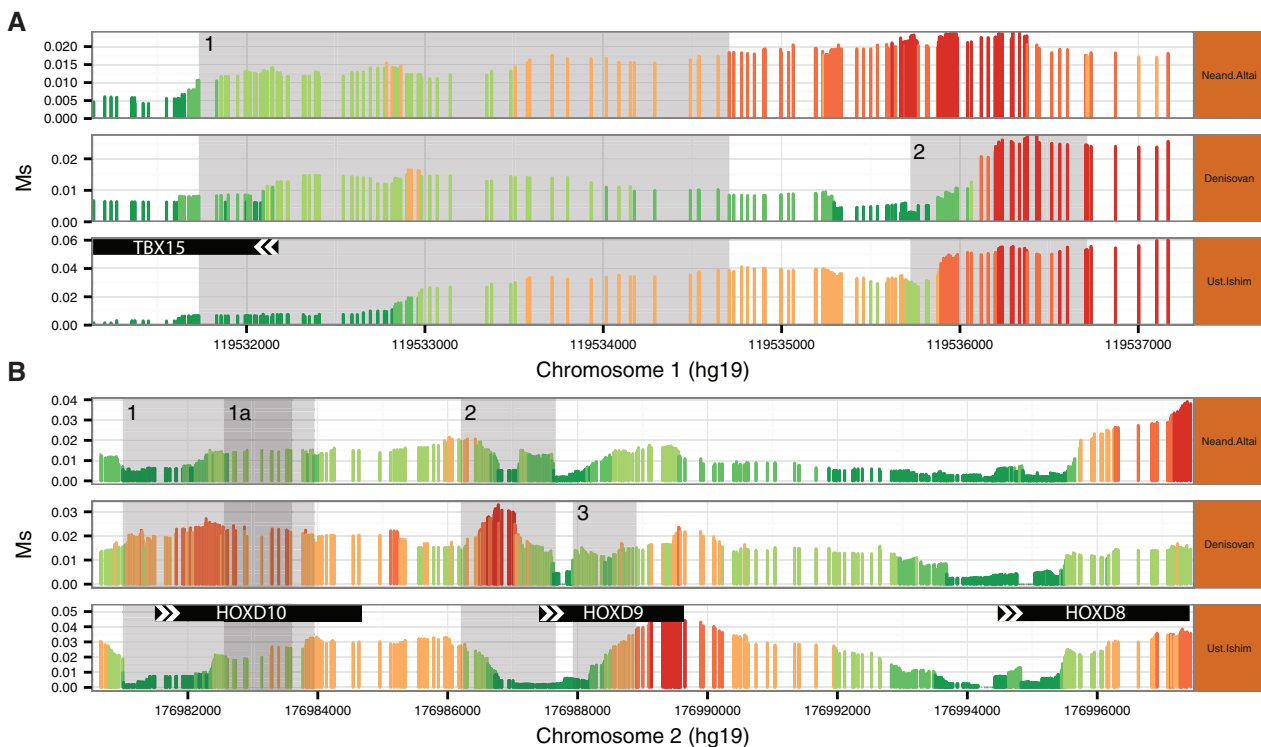 A
1
0.020
0.015
0.010
0.005
0.000
Neand.Altai
2
0.02
0.01
0.00
Denisovan
Ms
TBX15
0.06
0.04
0.02
0.00
Ust.Ishim
119532000 119533000 119534000 119535000 119536000 119537000
Chromosome 1 (hg19)
B
1 1a 2
0.04
0.03
0.02
0.01
0.00
Neand.Altai
3
0.03
0.02
0.01
0.00
Denisovan
Ms
HOXD10 HOXD9 HOXD8
0.05
0.04
0.03
0.02
0.01
0.00
Ust.Ishim
176982000 176984000 176986000 176988000 176990000 176992000 176994000 176996000
Chromosome 2 (hg19)